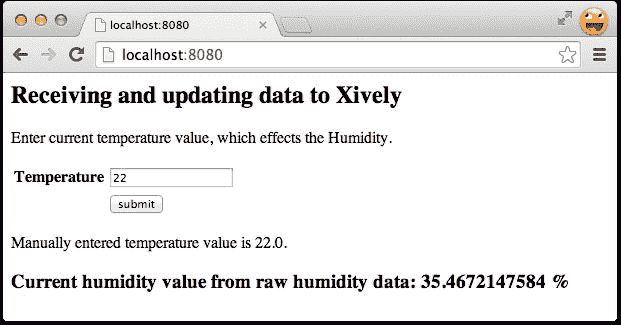 localhost:8080
localhost:8080
Receiving and updating data to Xively
Enter current temperature value, which effects the Humidity.
Temperature 22
submit
Manually entered temperature value is 22.0.
Current humidity value from raw humidity data: 35.4672147584 %